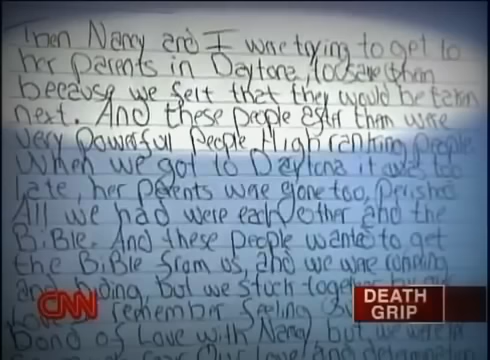 Then Nancy and I were trying to get to
her parents in Daytona, to save them
because we felt that they would be taken
next. And these people after them were
very powerful people High ranking people.
When we got to Daytona it was too
late, her parents were gone too, perished
All we had were each other and the
BiBle. And these people wanted to get
the BiBle from us, and we were running
and hiding, but we stuck together by our
Love. remember feeling
Bond of Love with Nancy, but we were in
CNN
DEATH
GRIP